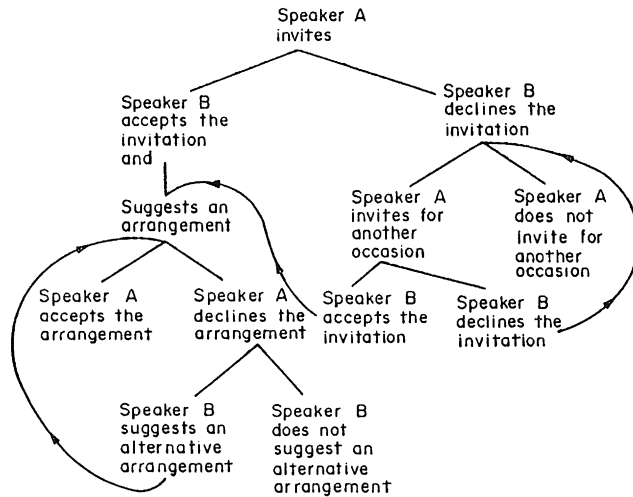 Speaker A
invites
Speaker B
accepts the
invitation
and
Speaker B
declines the
invitation
Suggests an
arrangement
Speaker A
invites for
another
occasion
Speaker A
does not
invite for
another
occasion
Speaker A
accepts the
arrangement
Speaker A
declines the
arrangement
Speaker B
accepts the
invitation
Speaker B
declines the
invitation
Speaker B
suggests an
alternative
arrangement
Speaker B
does not
suggest an
alternative
arrangement